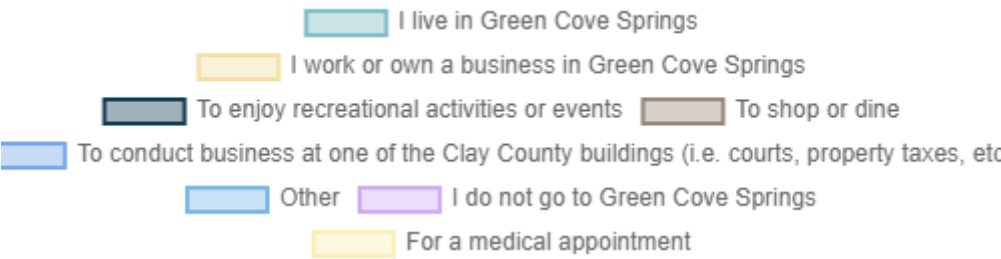 I live in Green Cove Springs
I work or own a business in Green Cove Springs
To enjoy recreational activities or events To shop or dine
To conduct business at one of the Clay County buildings (i.e. courts, property taxes, etc
Other I do not go to Green Cove Springs
For a medical appointment